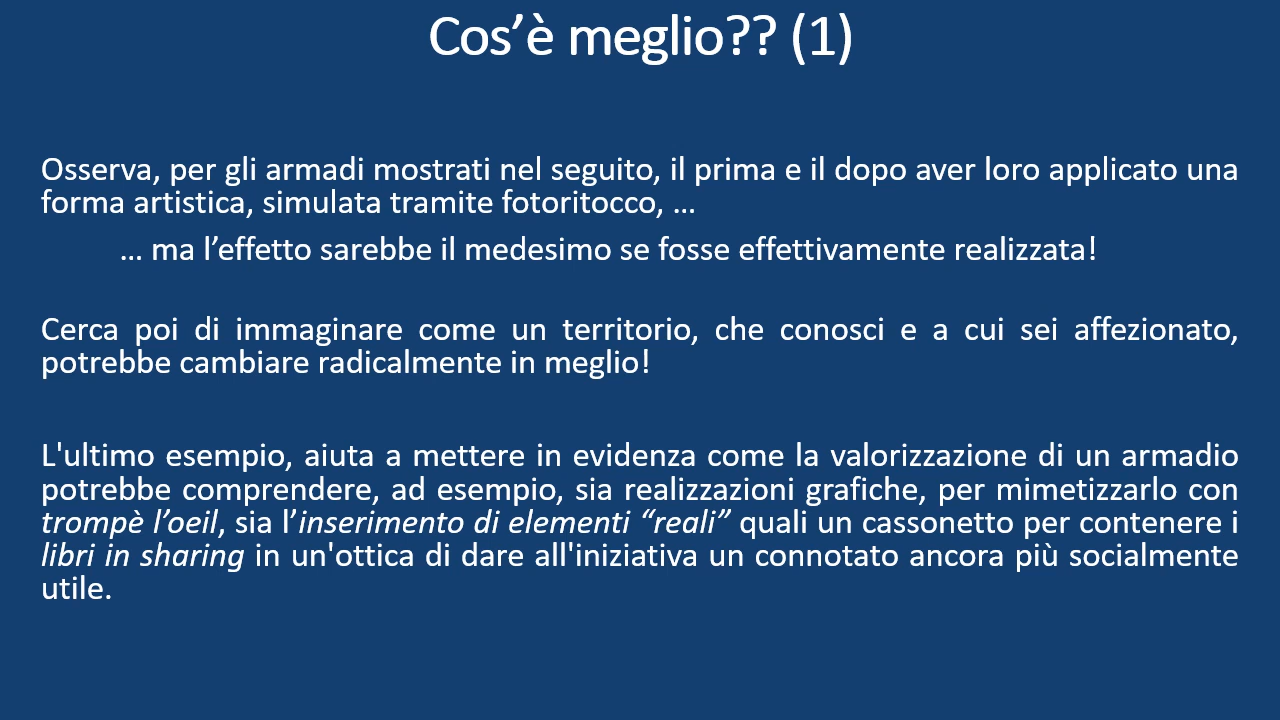 Cos’è meglio?? (1)
Osserva, per gli armadi mostrati nel seguito, il prima e il dopo aver loro applicato una
forma artistica, simulata tramite fotoritocco, …
… ma l’effetto sarebbe il medesimo se fosse effettivamente realizzata!
Cerca poi di immaginare come un territorio, che conosci e a cui sei affezionato,
potrebbe cambiare radicalmente in meglio!
L'ultimo esempio, aiuta a mettere in evidenza come la valorizzazione di un armadio
potrebbe comprendere, ad esempio, sia realizzazioni grafiche, per mimetizzarlo con
trompè l’oeil, sia l’inserimento di elementi “reali” quali un cassonetto per contenere i
libri in sharing in un'ottica di dare all'iniziativa un connotato ancora più socialmente
utile.